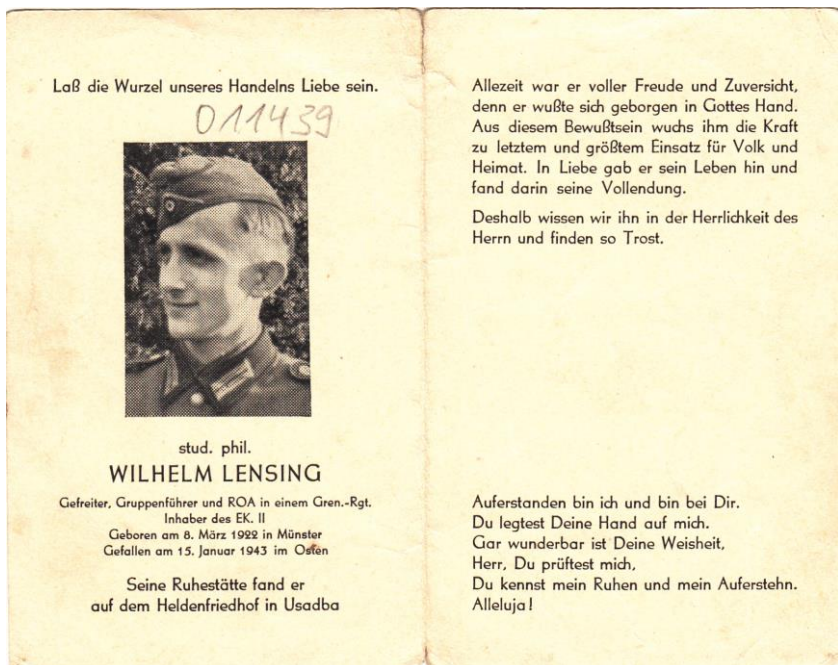 Laß die Wurzel unseres Handelns Liebe sein.
011439
stud. phil.
WILHELM LENSING
Gefreiter, Gruppenführer und ROA in einem Gren.-Rgt.
Inhaber des EK. II
Geboren am 8. März 1922 in Münster
Gefallen am 15. Januar 1943 im Osten
Seine Ruhestätte fand er
auf dem Heldenfriedhof in Usadba
Allezeit war er voller Freude und Zuversicht,
denn er wußte sich geborgen in Gottes Hand.
Aus diesem Bewußtsein wuchs ihm die Kraft
zu letztem und größtem Einsatz für Volk und
Heimat. In Liebe gab er sein Leben hin und
fand darin seine Vollendung.
Deshalb wissen wir ihn in der Herrlichkeit des
Herrn und finden so Trost.
Auferstanden bin ich und bin bei Dir.
Du legtest Deine Hand auf mich.
Gar wunderbar ist Deine Weisheit,
Herr, Du prüftest mich,
Du kennst mein Ruhen und mein Auferstehn.
Alleluja!